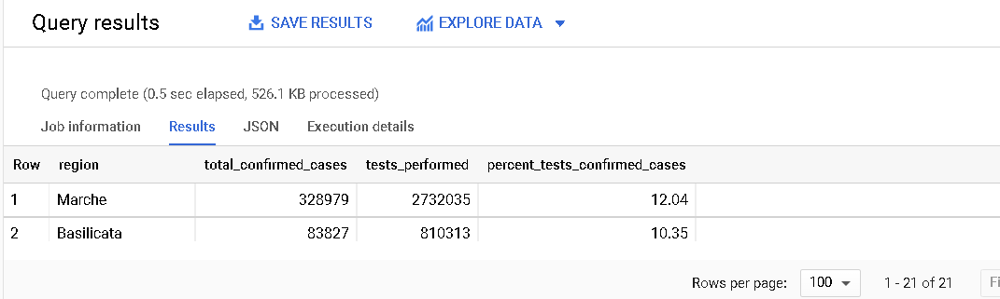 Query results SAVE RESULTS EXPLORE DATA
Query complete (0.5 sec elapsed, 526.1 KB processed)
Job information Results JSON Execution details
Row region total_confirmed_cases tests_performed percent_tests_confirmed_cases
1 Marche 328979 2732035 12.04
2 Basilicata 83827 810313 10.35
Rows per page: 100 1 - 21 of 21